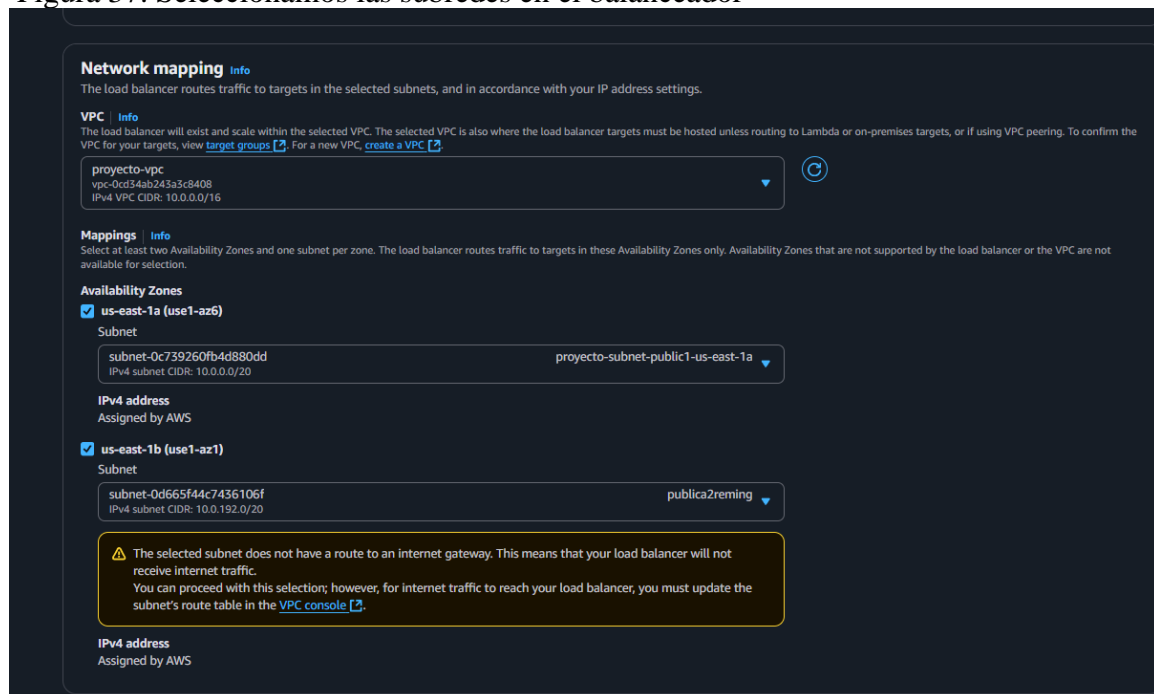 Figura 37. Seleccionamos las subredes en el balanceador
Network mapping Info
The load balancer routes traffic to targets in the selected subnets, and in accordance with your IP address settings.
VPC | Info
The load balancer will exist and scale within the selected VPC. The selected VPC is also where the load balancer targets must be hosted unless routing to Lambda or on-premises targets, or if using VPC peering. To confirm the
VPC for your targets, view target groups. For a new VPC, create a VPC.
proyecto-vpc
vpc-0cd34ab243a3c8408
IPv4 VPC CIDR: 10.0.0.0/16
Mappings | Info
Select at least two Availability Zones and one subnet per zone. The load balancer routes traffic to targets in these Availability Zones only. Availability Zones that are not supported by the load balancer or the VPC are not
available for selection.
Availability Zones
us-east-1a (use1-az6)
Subnet
subnet-0c739260fb4d880dd proyecto-subnet-public1-us-east-1a
IPv4 subnet CIDR: 10.0.0.0/20
IPv4 address
Assigned by AWS
us-east-1b (use1-az1)
Subnet
subnet-0d665f44c7436106f publica2reming
IPv4 subnet CIDR: 10.0.192.0/20
The selected subnet does not have a route to an internet gateway. This means that your load balancer will not
receive internet traffic.
You can proceed with this selection; however, for internet traffic to reach your load balancer, you must update the
subnet's route table in the VPC console.
IPv4 address
Assigned by AWS